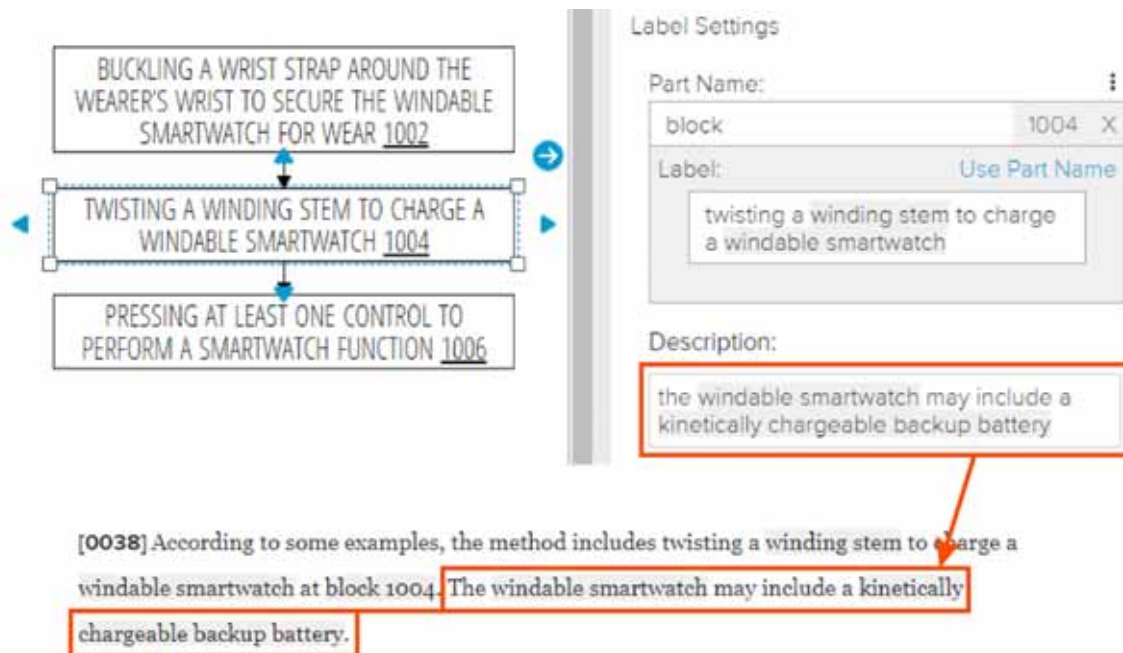 BUCKLING A WRIST STRAP AROUND THE
WEARER'S WRIST TO SECURE THE WINDABLE
SMARTWATCH FOR WEAR 1002
TWISTING A WINDING STEM TO CHARGE A
WINDABLE SMARTWATCH 1004
PRESSING AT LEAST ONE CONTROL TO
PERFORM A SMARTWATCH FUNCTION 1006
Label Settings
Part Name:
block 1004 X
Label: Use Part Name
twisting a winding stem to charge
a windable smartwatch
Description:
the windable smartwatch may include a
kinetically chargeable backup battery
[0038] According to some examples, the method includes twisting a winding stem to charge a
windable smartwatch at block 1004. The windable smartwatch may include a kinetically
chargeable backup battery.